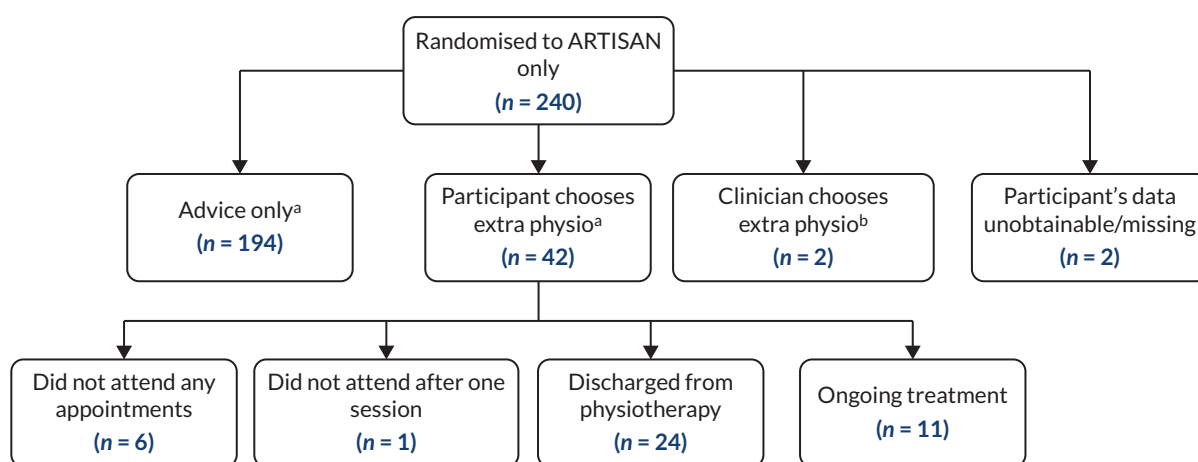 Randomised to ARTISAN
only
(n = 240)
Advice onlyᵃ
(n = 194)
Participant chooses
extra physioᵃ
(n = 42)
Clinician chooses
extra physioᵇ
(n = 2)
Participant's data
unobtainable/missing
(n = 2)
Did not attend any
appointments
(n = 6)
Did not attend after one
session
(n = 1)
Discharged from
physiotherapy
(n = 24)
Ongoing treatment
(n = 11)